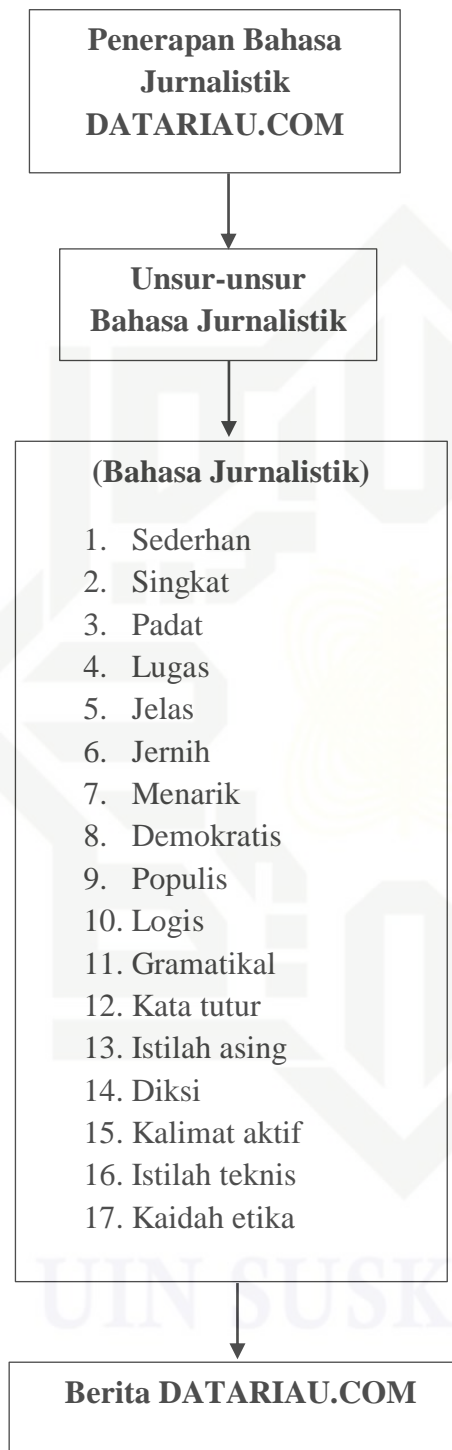 Penerapan Bahasa
Jurnalistik
DATARIAU.COM
Unsur-unsur
Bahasa Jurnalistik
(Bahasa Jurnalistik)
1. Sederhan
2. Singkat
3. Padat
4. Lugas
5. Jelas
6. Jernih
7. Menarik
8. Demokratis
9. Populis
10. Logis
11. Gramatikal
12. Kata tutur
13. Istilah asing
14. Diksi
15. Kalimat aktif
16. Istilah teknis
17. Kaidah etika
UIN SUSK
Berita DATARIAU.COM